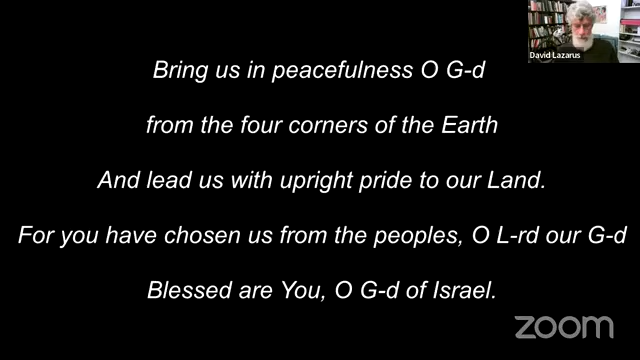 David Lazarus
Bring us in peacefulness O G-d
from the four corners of the Earth
And lead us with upright pride to our Land.
For you have chosen us from the peoples, O L-rd our G-d
Blessed are You, O G-d of Israel.
zoom